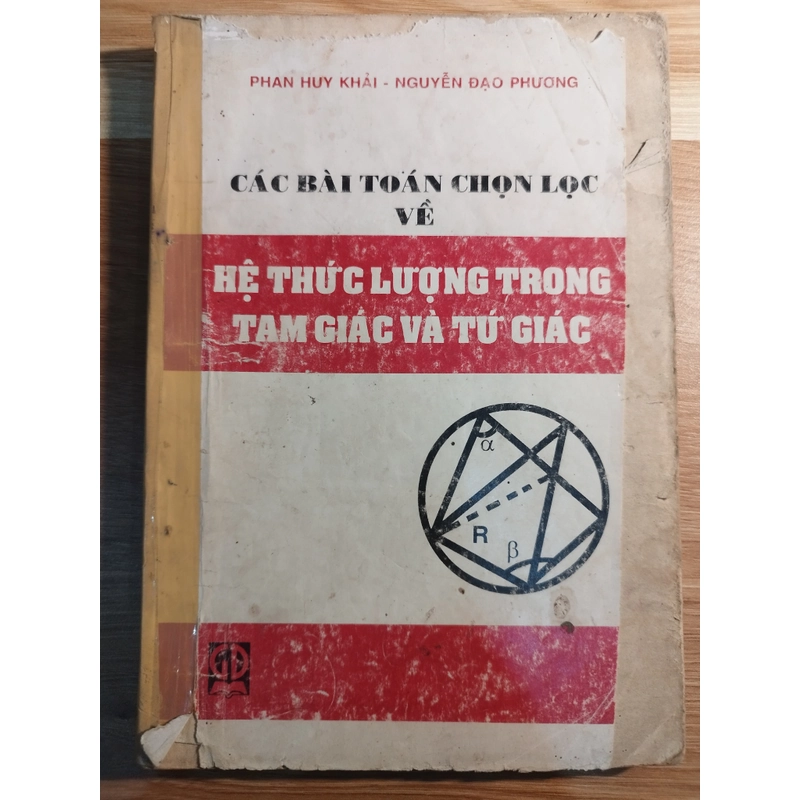 PHAN HUY KHẢI - NGUYỄN ĐẠO PHƯƠNG
CÁC BÀI TOÁN CHỌN LỌC
VỀ
HỆ THỨC LƯỢNG TRONG
TAM GIÁC VÀ TỨ GIÁC
α
R
β